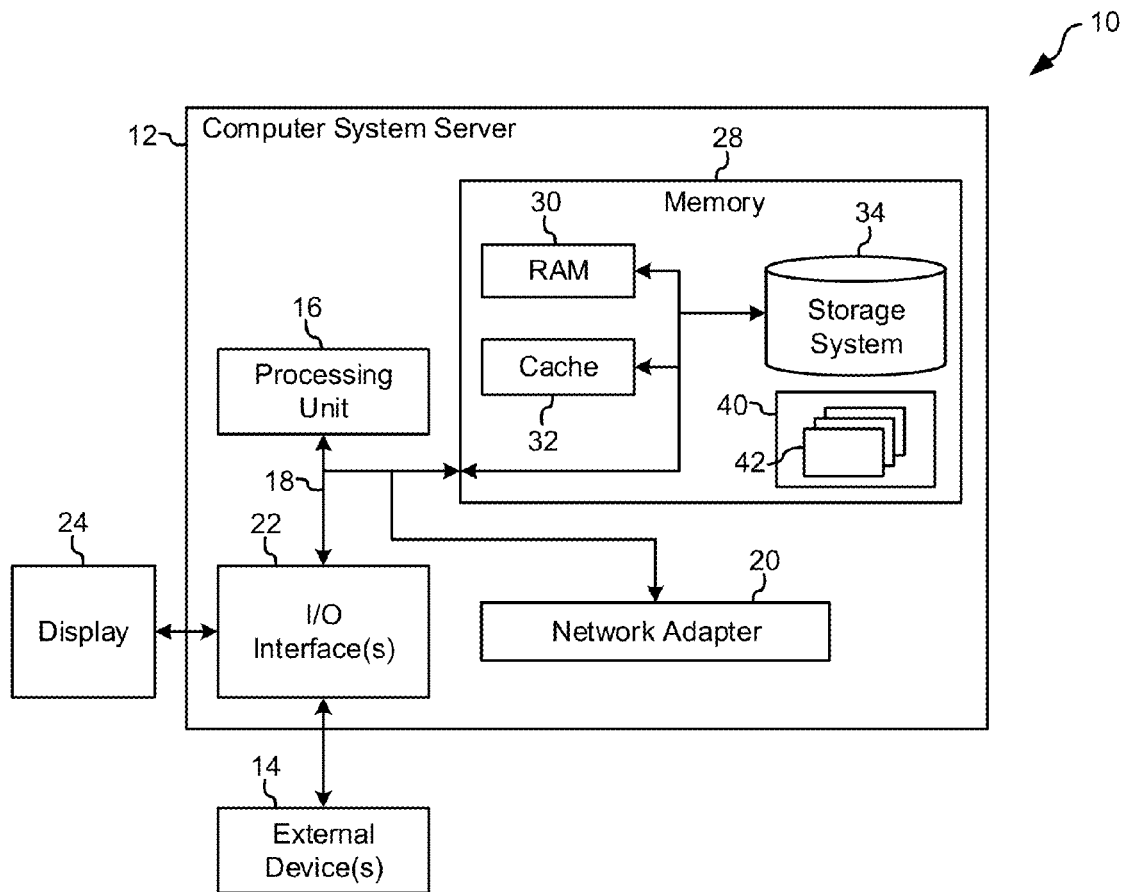 10
12
Computer System Server
28
Memory
30
RAM
34
Storage
System
16
Processing
Unit
Cache
32
40
42
18
24
22
Display
I/O
Interface(s)
20
Network Adapter
14
External
Device(s)